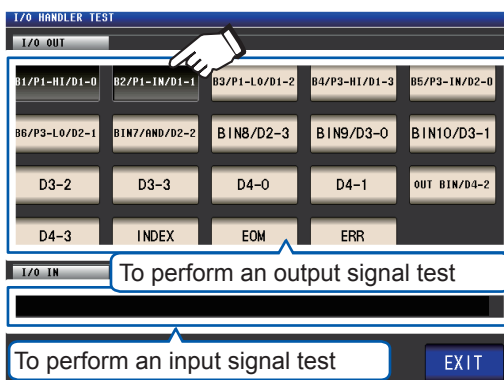 I/O HANDLER TEST
I/O OUT
B1/P1-HI/D1-0 B2/P1-IN/D1-1 B3/P1-LO/D1-2 B4/P3-HI/D1-3 B5/P3-IN/D2-0
B6/P3-LO/D2-1 BIN7/AND/D2-2 BIN8/D2-3 BIN9/D3-0 BIN10/D3-1
D3-2 D3-3 D4-0 D4-1 OUT BIN/D4-2
D4-3 INDEX EOM ERR
To perform an output signal test
I/O IN
To perform an input signal test
EXIT